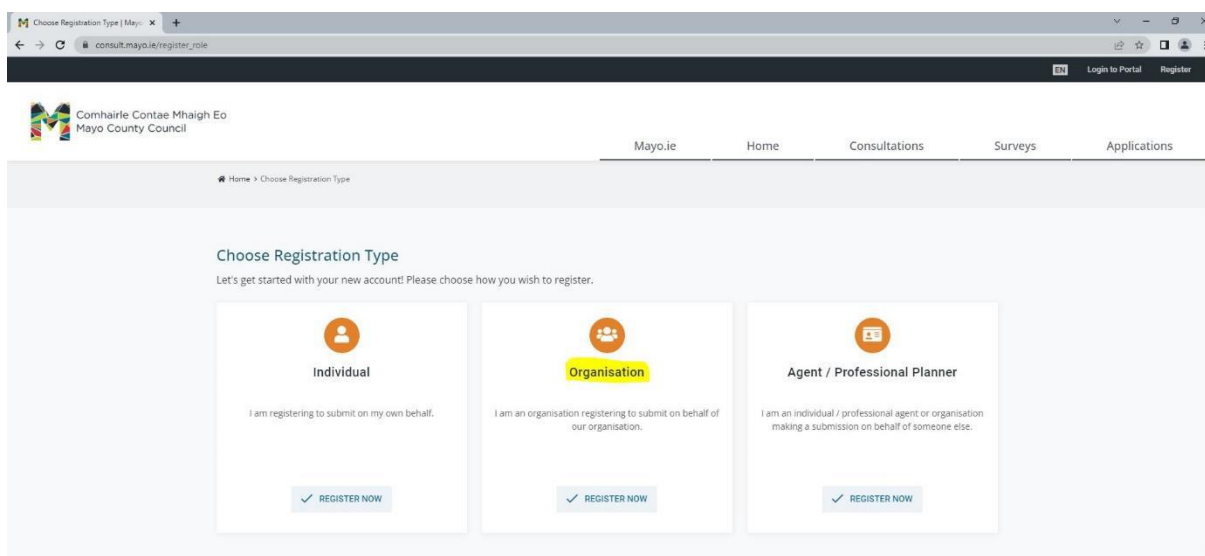 Choose Registration Type | Mayo
consult.mayo.ie/register_role
EN Login to Portal Register
Comhairle Contae Mhaigh Eo
Mayo County Council
Mayo.ie Home Consultations Surveys Applications
Home > Choose Registration Type
Choose Registration Type
Let's get started with your new account! Please choose how you wish to register.
Individual
I am registering to submit on my own behalf.
REGISTER NOW
Organisation
I am an organisation registering to submit on behalf of
our organisation.
REGISTER NOW
Agent / Professional Planner
I am an individual / professional agent or organisation
making a submission on behalf of someone else.
REGISTER NOW